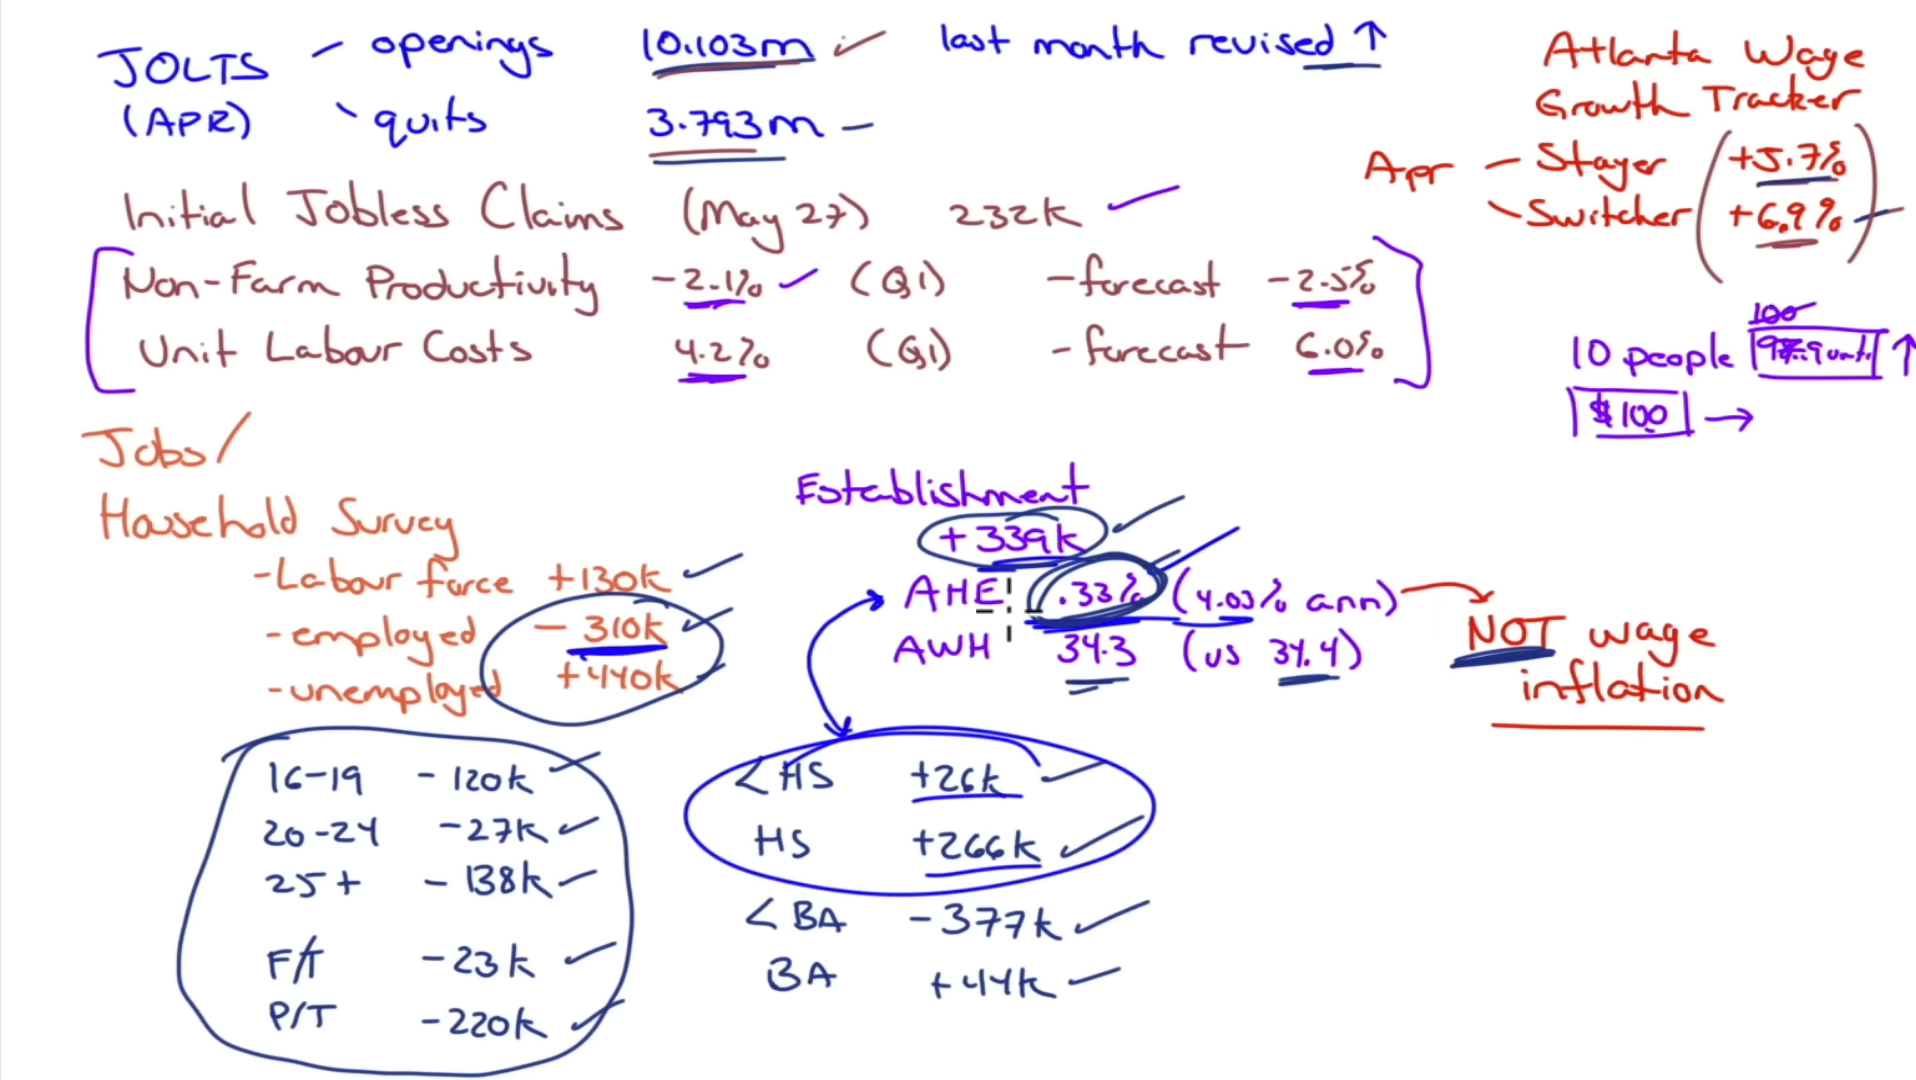 JOLTS - openings 10.103m last month revised ↑
(APR) quits 3.793m -
Atlanta Wage
Growth Tracker
Apr - Stayer +5.7%
Switcher +6.9%
Initial Jobless Claims (May 27) 232k
Non-Farm Productivity -2.1% (Q1) -forecast -2.5%
Unit Labour Costs 4.2% (Q1) -forecast 6.0%
100
10 people units ↑
$100 →
Jobs/
Household Survey
-Labour force +130k
-employed -310k
-unemployed +440k
Establishment
+339k
AHE .33% (4.03% ann)
AWH 34.3 (vs 34.4)
NOT wage
inflation
16-19 -120k
20-24 -27k
25+ -138k
F/T -23k
P/T -220k
<HS +26k
HS +266k
<BA -377k
BA +44k